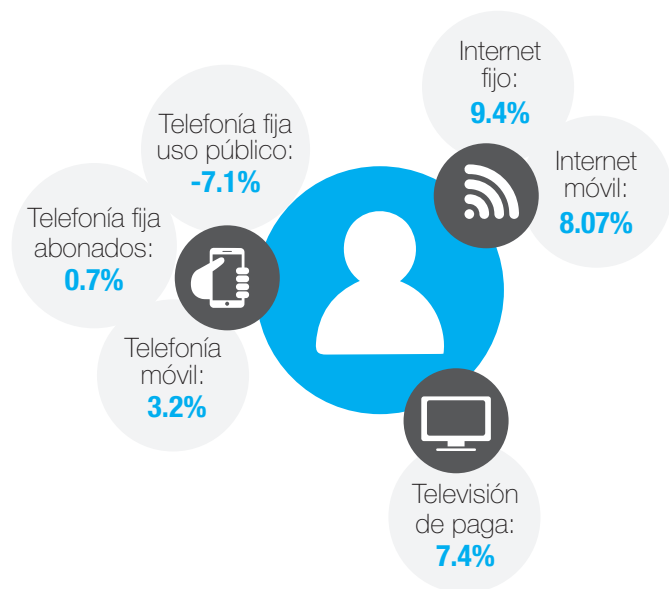 Internet
fijo:
9.4%
Internet
móvil:
8.07%
Telefonía fija
uso público:
-7.1%
Telefonía fija
abonados:
0.7%
Telefonía
móvil:
3.2%
Televisión
de paga:
7.4%